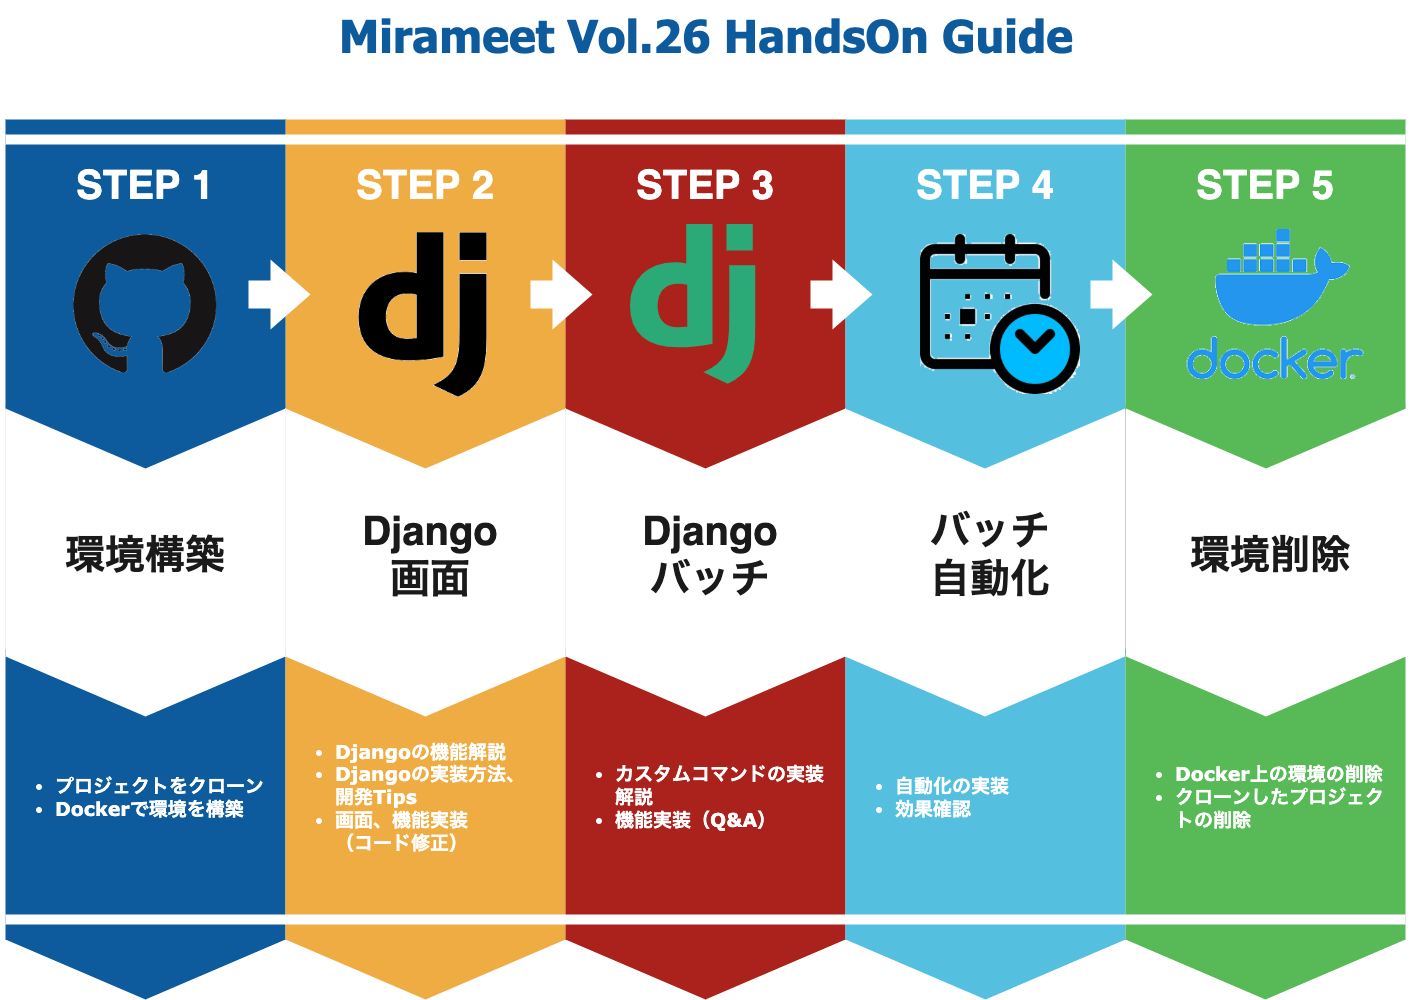 Mirameet Vol.26 HandsOn Guide
STEP 1
STEP 2
STEP 3
STEP 4
STEP 5
dj
dj
docker
環境構築
Django
画面
Django
バッチ
バッチ
自動化
環境削除
• プロジェクトをクローン
• Dockerで環境を構築
• Djangoの機能解説
• Djangoの実装方法、
開発Tips
• 画面、機能実装
（コード修正）
• カスタムコマンドの実装
解説
• 機能実装（Q&A）
• 自動化の実装
• 効果確認
• Docker上の環境の削除
• クローンしたプロジェク
トの削除